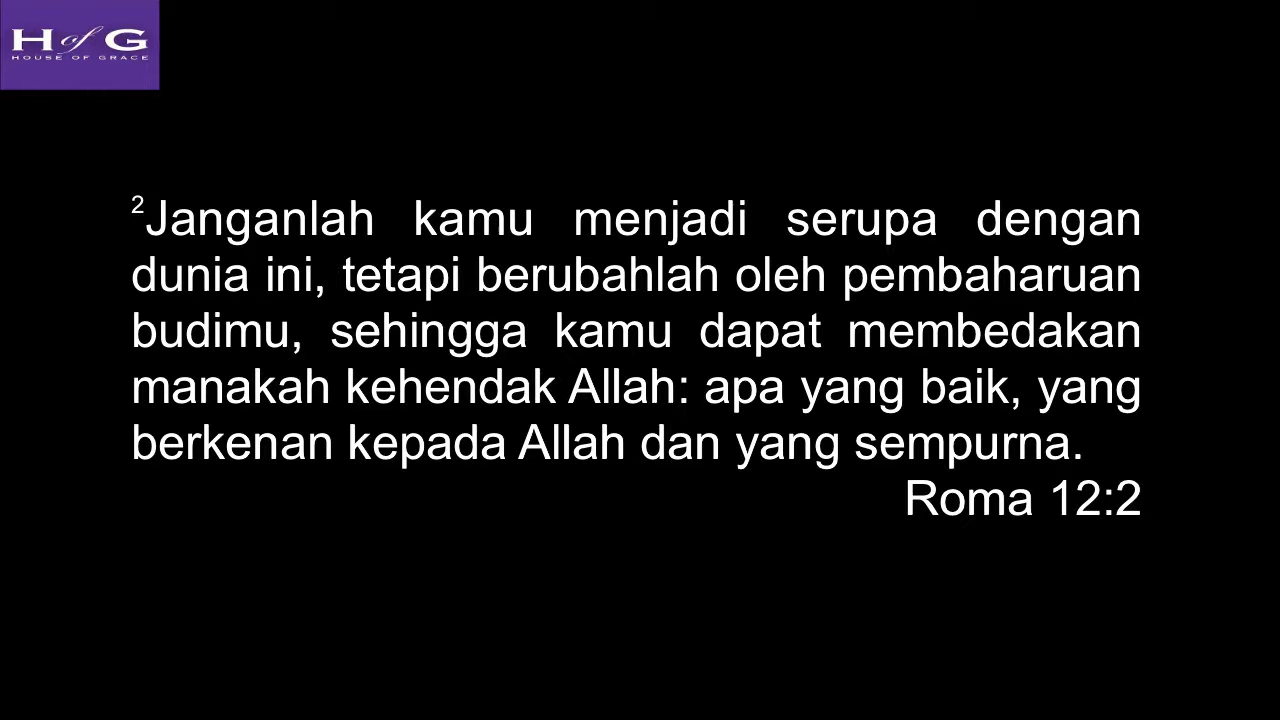 H of G
HOUSE OF GRACE
2Janganlah kamu menjadi serupa dengan
dunia ini, tetapi berubahlah oleh pembaharuan
budimu, sehingga kamu dapat membedakan
manakah kehendak Allah: apa yang baik, yang
berkenan kepada Allah dan yang sempurna.
Roma 12:2